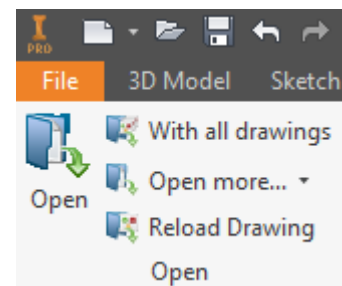 I
PRO
File 3D Model Sketch
With all drawings
Open more...
Open
Reload Drawing
Open